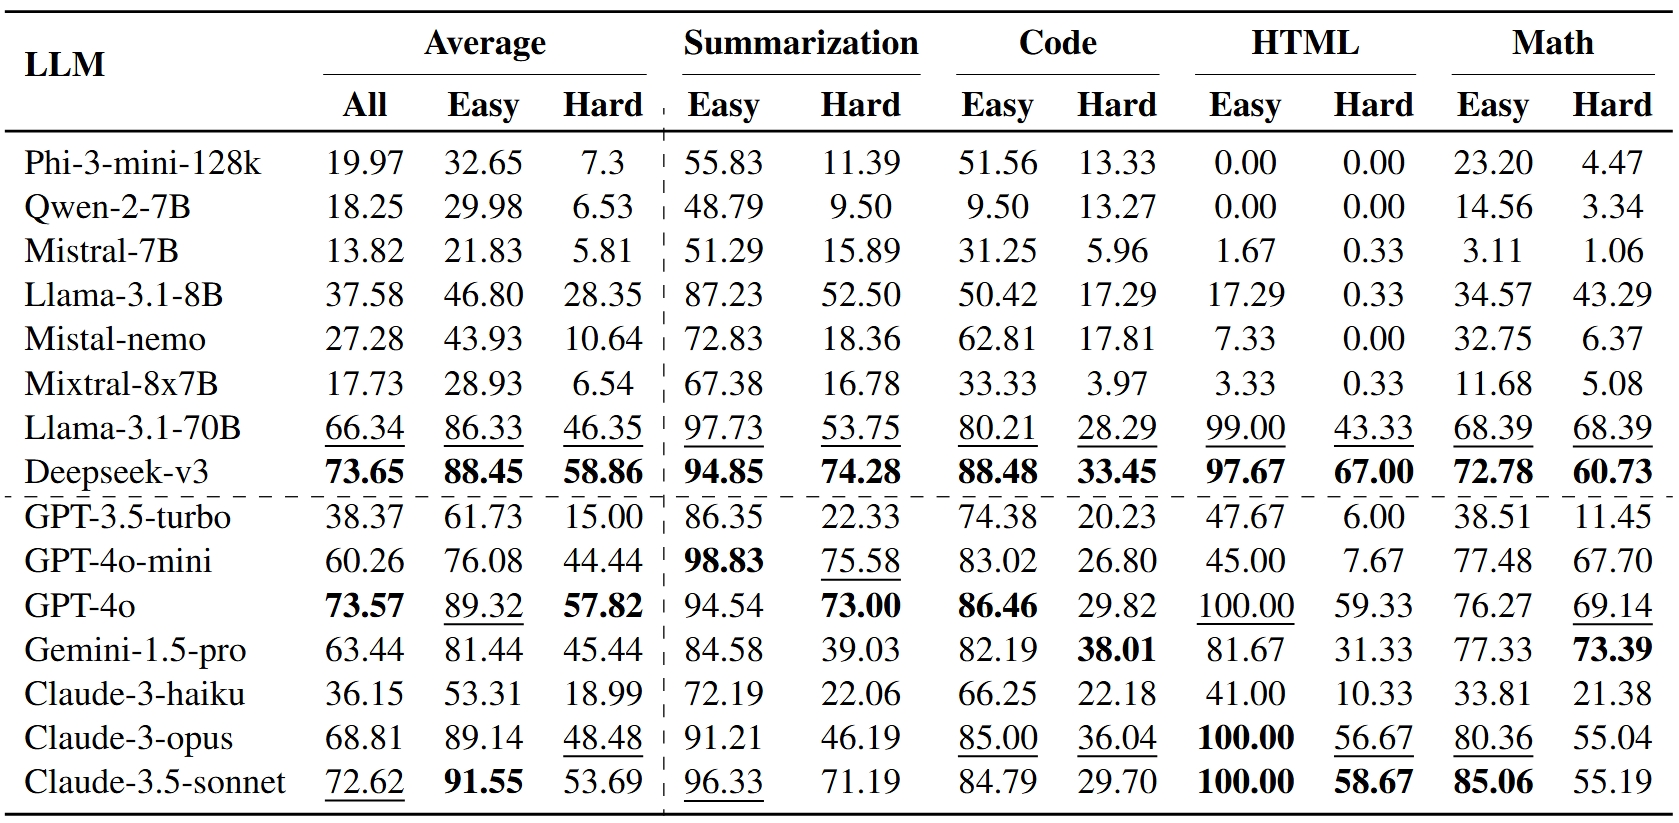 LLM Average Summarization Code HTML Math
All Easy Hard Easy Hard Easy Hard Easy Hard Easy Hard
Phi-3-mini-128k 19.97 32.65 7.3 55.83 11.39 51.56 13.33 0.00 0.00 23.20 4.47
Qwen-2-7B 18.25 29.98 6.53 48.79 9.50 9.50 13.27 0.00 0.00 14.56 3.34
Mistral-7B 13.82 21.83 5.81 51.29 15.89 31.25 5.96 1.67 0.33 3.11 1.06
Llama-3.1-8B 37.58 46.80 28.35 87.23 52.50 50.42 17.29 17.29 0.33 34.57 43.29
Mistal-nemo 27.28 43.93 10.64 72.83 18.36 62.81 17.81 7.33 0.00 32.75 6.37
Mixtral-8x7B 17.73 28.93 6.54 67.38 16.78 33.33 3.97 3.33 0.33 11.68 5.08
Llama-3.1-70B 66.34 86.33 46.35 97.73 53.75 80.21 28.29 99.00 43.33 68.39 68.39
Deepseek-v3 73.65 88.45 58.86 94.85 74.28 88.48 33.45 97.67 67.00 72.78 60.73
GPT-3.5-turbo 38.37 61.73 15.00 86.35 22.33 74.38 20.23 47.67 6.00 38.51 11.45
GPT-4o-mini 60.26 76.08 44.44 98.83 75.58 83.02 26.80 45.00 7.67 77.48 67.70
GPT-4o 73.57 89.32 57.82 94.54 73.00 86.46 29.82 100.00 59.33 76.27 69.14
Gemini-1.5-pro 63.44 81.44 45.44 84.58 39.03 82.19 38.01 81.67 31.33 77.33 73.39
Claude-3-haiku 36.15 53.31 18.99 72.19 22.06 66.25 22.18 41.00 10.33 33.81 21.38
Claude-3-opus 68.81 89.14 48.48 91.21 46.19 85.00 36.04 100.00 56.67 80.36 55.04
Claude-3.5-sonnet 72.62 91.55 53.69 96.33 71.19 84.79 29.70 100.00 58.67 85.06 55.19